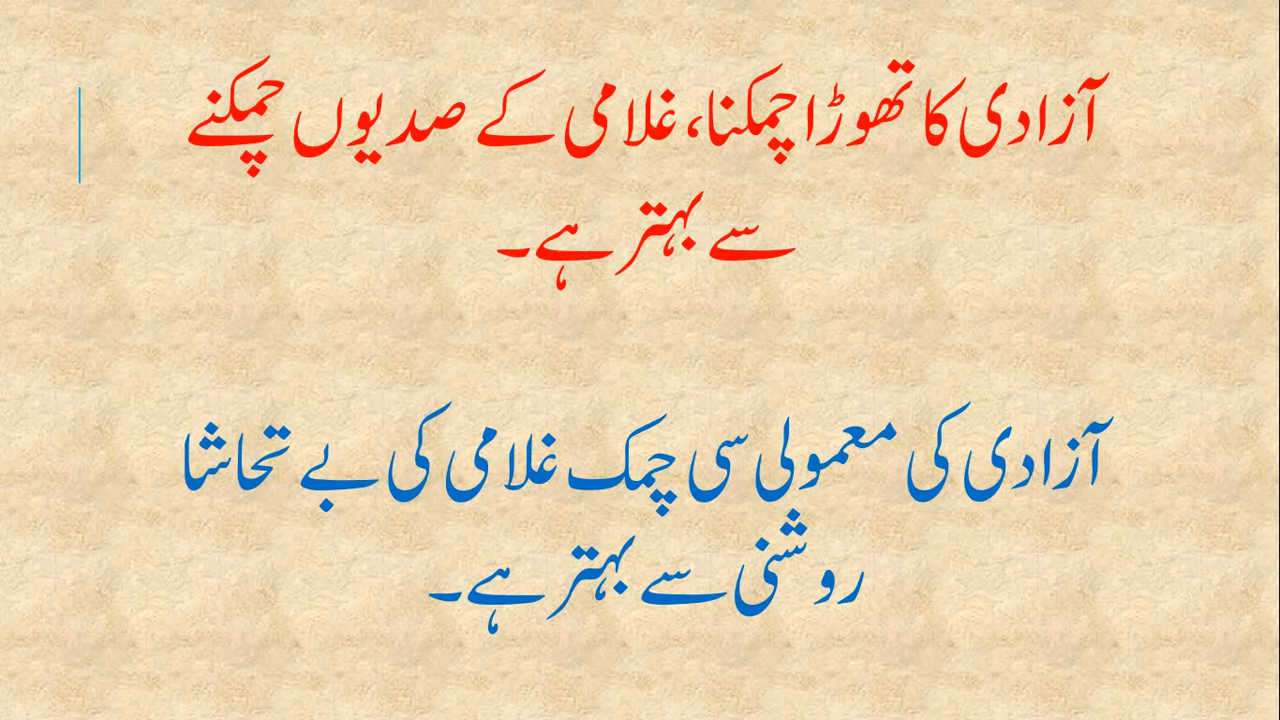 آزادی کا تھوڑا چمکنا، غلامی کے صدیوں چمکنے
سے بہتر ہے۔
آزادی کی معمولی سی چمک غلامی کی بے تحاشا
روشنی سے بہتر ہے۔